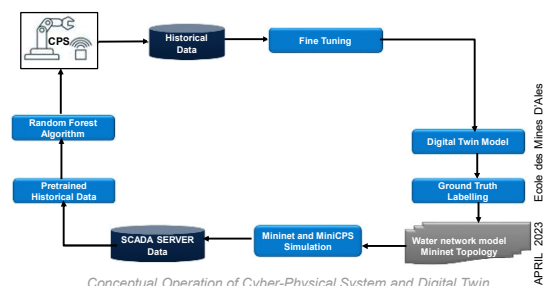 CPS
Historical
Data
Fine Tuning
Random Forest
Algorithm
Digital Twin Model
Pretrained
Historical Data
Ground Truth
Labelling
SCADA SERVER
Data
Mininet and MiniCPS
Simulation
Water network model
Mininet Topology
Conceptual Operation of Cyber-Physical System and Digital Twin
APRIL 2023 Ecole des Mines D'Ales